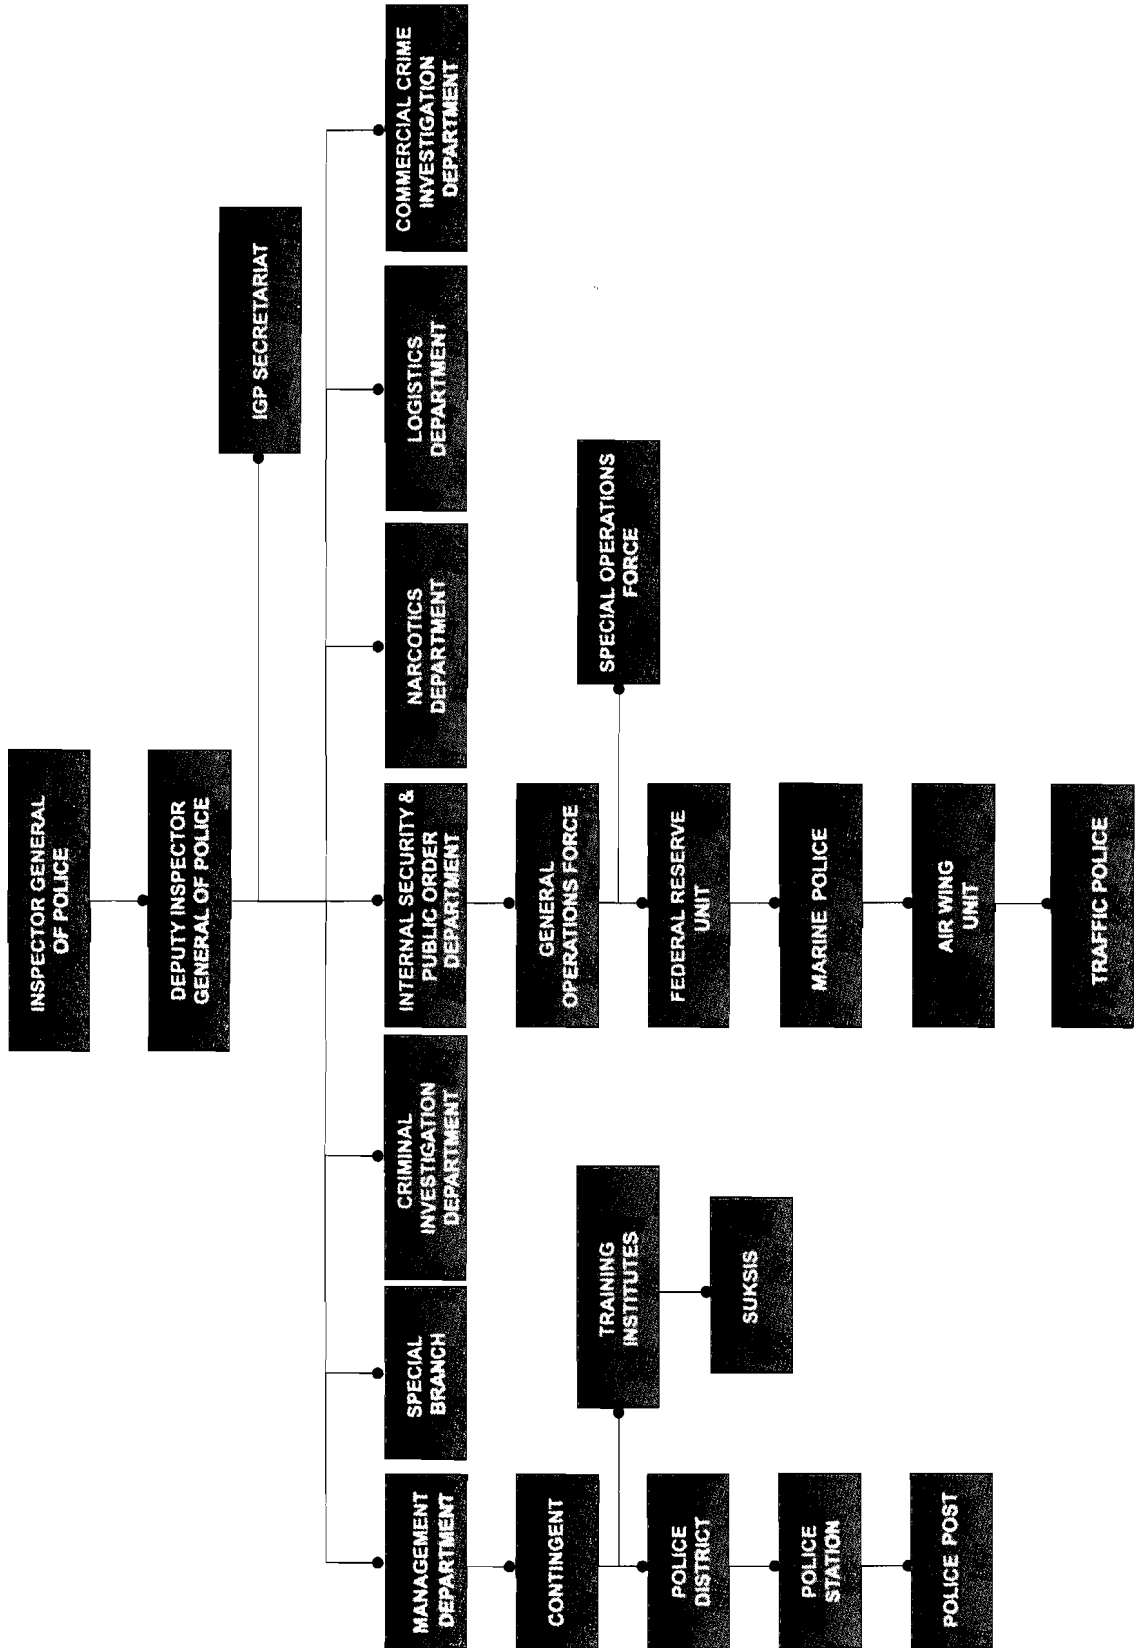 INSPECTOR GENERAL
OF POLICE
DEPUTY INSPECTOR
GENERAL OF POLICE
IGP SECRETARIAT
MANAGEMENT
DEPARTMENT
SPECIAL
BRANCH
CRIMINAL
INVESTIGATION
DEPARTMENT
INTERNAL SECURITY &
PUBLIC ORDER
DEPARTMENT
NARCOTICS
DEPARTMENT
LOGISTICS
DEPARTMENT
COMMERCIAL CRIME
INVESTIGATION
DEPARTMENT
CONTINGENT
GENERAL
OPERATIONS FORCE
TRAINING
INSTITUTES
SPECIAL OPERATIONS
FORCE
POLICE
DISTRICT
FEDERAL RESERVE
UNIT
SUKSIS
POLICE
STATION
MARINE POLICE
POLICE POST
AIR WING
UNIT
TRAFFIC POLICE